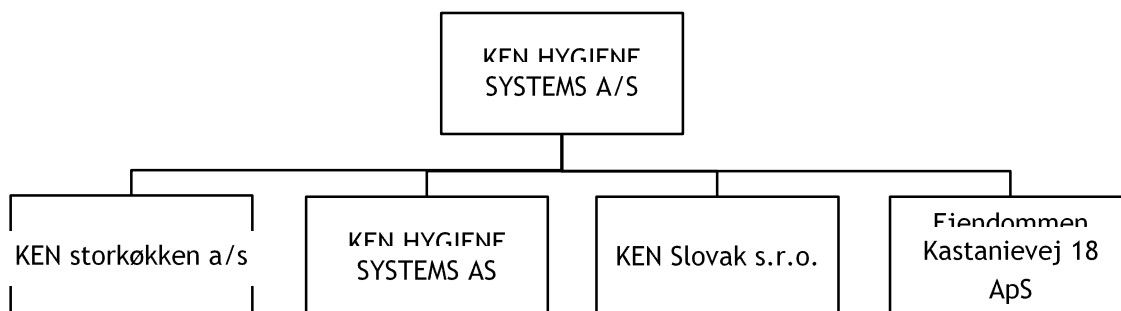 KEN HYGIENE
SYSTEMS A/S
KEN storkøkken a/s
KEN HYGIENE
SYSTEMS AS
KEN Slovak s.r.o.
Ejendommen
Kastanievej 18
ApS